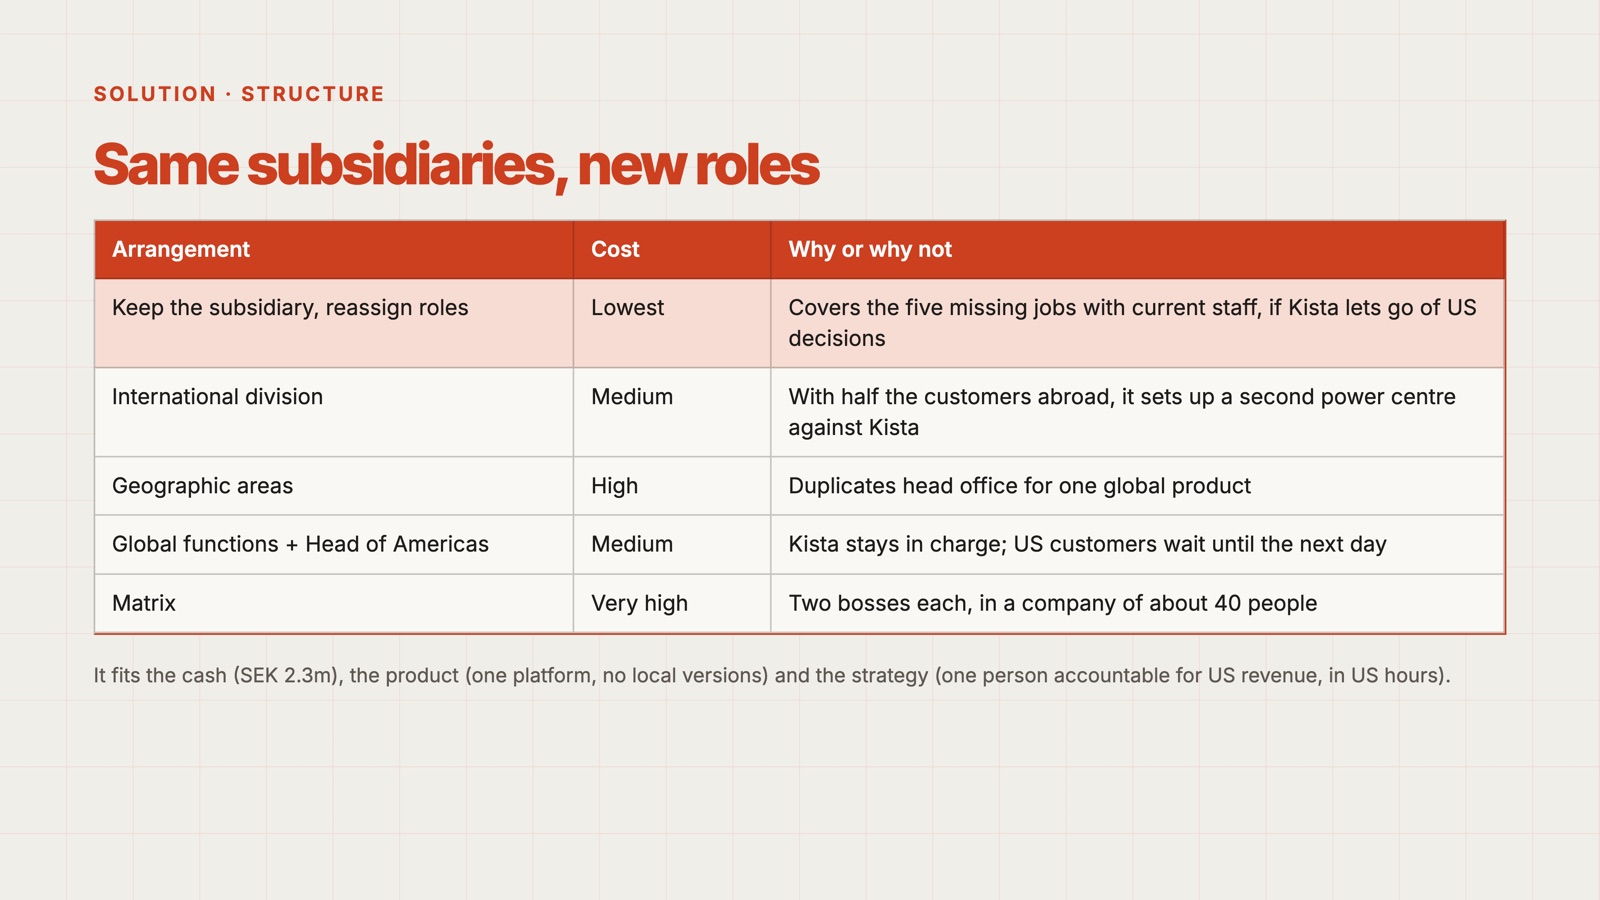 SOLUTION · STRUCTURE
Same subsidiaries, new roles
Arrangement Cost Why or why not
Keep the subsidiary, reassign roles Lowest Covers the five missing jobs with current staff, if Kista lets go of US
decisions
International division Medium With half the customers abroad, it sets up a second power centre
against Kista
Geographic areas High Duplicates head office for one global product
Global functions + Head of Americas Medium Kista stays in charge; US customers wait until the next day
Matrix Very high Two bosses each, in a company of about 40 people
It fits the cash (SEK 2.3m), the product (one platform, no local versions) and the strategy (one person accountable for US revenue, in US hours).